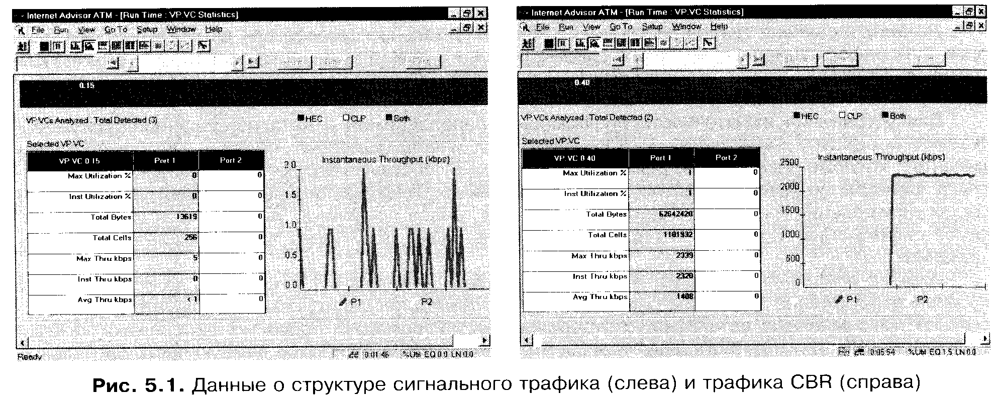 Internet Advisor ATM - [Run Time : VP.VC Statistics]
File Run View Go To Setup Window Help
0.15
VP.VCs Analyzed Total Detected (3)
HEC CLP Both
Selected VP.VC
VP.VC 0.15 Port 1 Port 2
Max Utilization % 0 0
Inst Utilization % 0 0
Total Bytes 13619 0
Total Cells 256 0
Max Thru kbps 5 0
Inst Thru kbps 0 0
Avg Thru kbps < 1 0
Instantaneous Throughput (kbps)
2.0
1.5
1.0
0.5
0.0
P1 P2
Ready 0:01:46 %Util EQ 0.0 LN 0.0
Internet Advisor ATM - [Run Time : VP.VC Statistics]
File Run View Go To Setup Window Help
0.40
VP.VCs Analyzed Total Detected (2)
HEC CLP Both
Selected VP.VC
VP.VC 0.40 Port 1 Port 2
Max Utilization % 1 0
Inst Utilization % 1 0
Total Bytes 62642420 0
Total Cells 1181932 0
Max Thru kbps 2339 0
Inst Thru kbps 2320 0
Avg Thru kbps 1408 0
Instantaneous Throughput (kbps)
2500
2000
1500
1000
500
0
P1 P2
0:05:54 %Util EQ 1.5 LN 0.0
Рис. 5.1. Данные о структуре сигнального трафика (слева) и трафика CBR (справа)